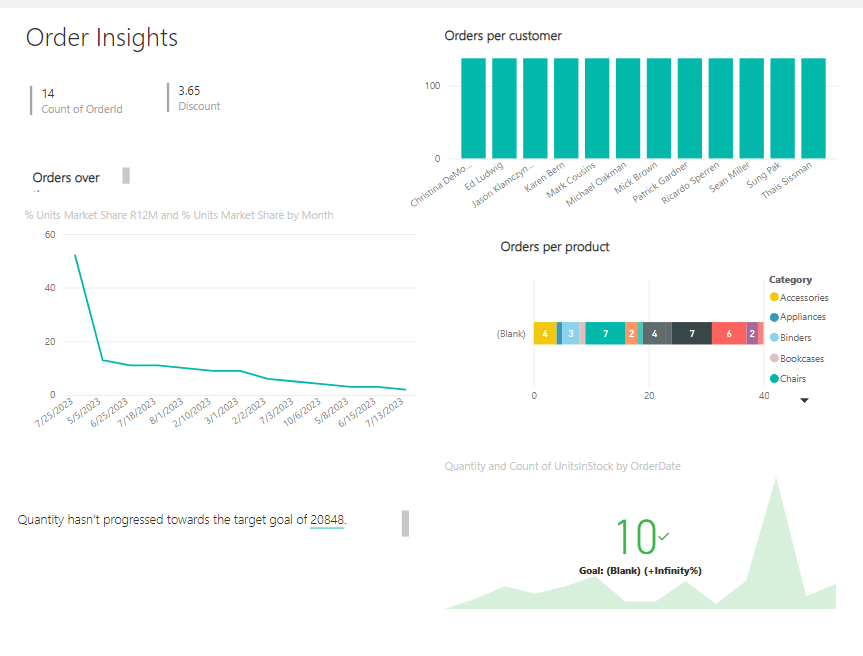 Order Insights
14
Count of OrderId
3.65
Discount
Orders over
% Units Market Share R12M and % Units Market Share by Month
60
40
20
0
7/25/2023
5/5/2023
6/25/2023
7/18/2023
8/1/2023
2/10/2023
3/1/2023
2/2/2023
7/3/2023
10/6/2023
5/8/2023
6/15/2023
7/13/2023
Quantity hasn't progressed towards the target goal of 20848.
Orders per customer
100
0
Christina DeMo...
Ed Ludwig
Jason Klamczyn...
Karen Bern
Mark Cousins
Michael Oakman
Mick Brown
Patrick Gardner
Ricardo Sperren
Sean Miller
Sung Pak
Thais Sissman
Orders per product
(Blank)
4
3
7
2
4
7
6
2
0
20
40
Category
Accessories
Appliances
Binders
Bookcases
Chairs
Quantity and Count of UnitsInStock by OrderDate
10
Goal: (Blank) (+Infinity%)